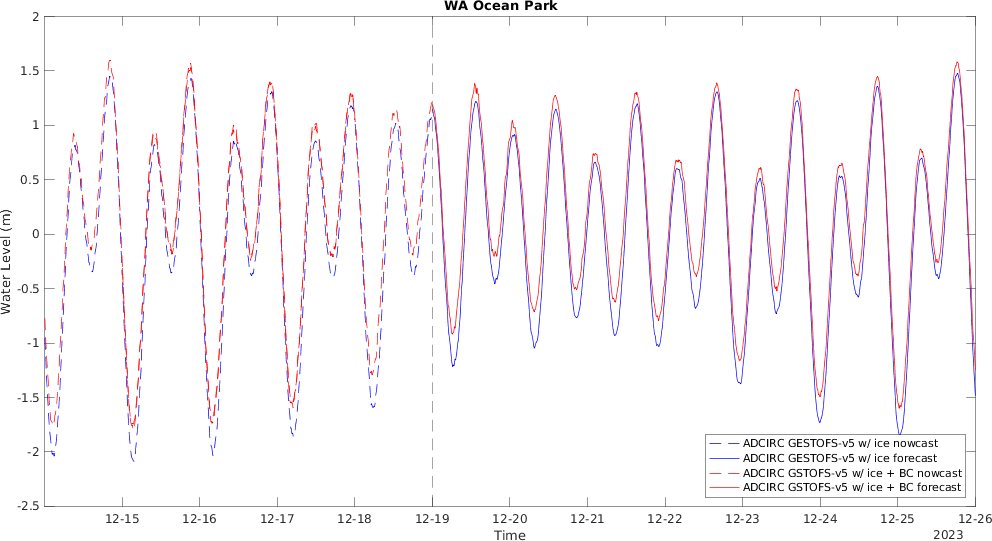 WA Ocean Park
2
1.5
1
0.5
0
-0.5
-1
-1.5
-2
-2.5
Water Level (m)
12-15 12-16 12-17 12-18 12-19 12-20 12-21 12-22 12-23 12-24 12-25 12-26
Time
2023
ADCIRC GESTOFS-v5 w/ ice nowcast
ADCIRC GESTOFS-v5 w/ ice forecast
ADCIRC GSTOFS-v5 w/ ice + BC nowcast
ADCIRC GSTOFS-v5 w/ ice + BC forecast